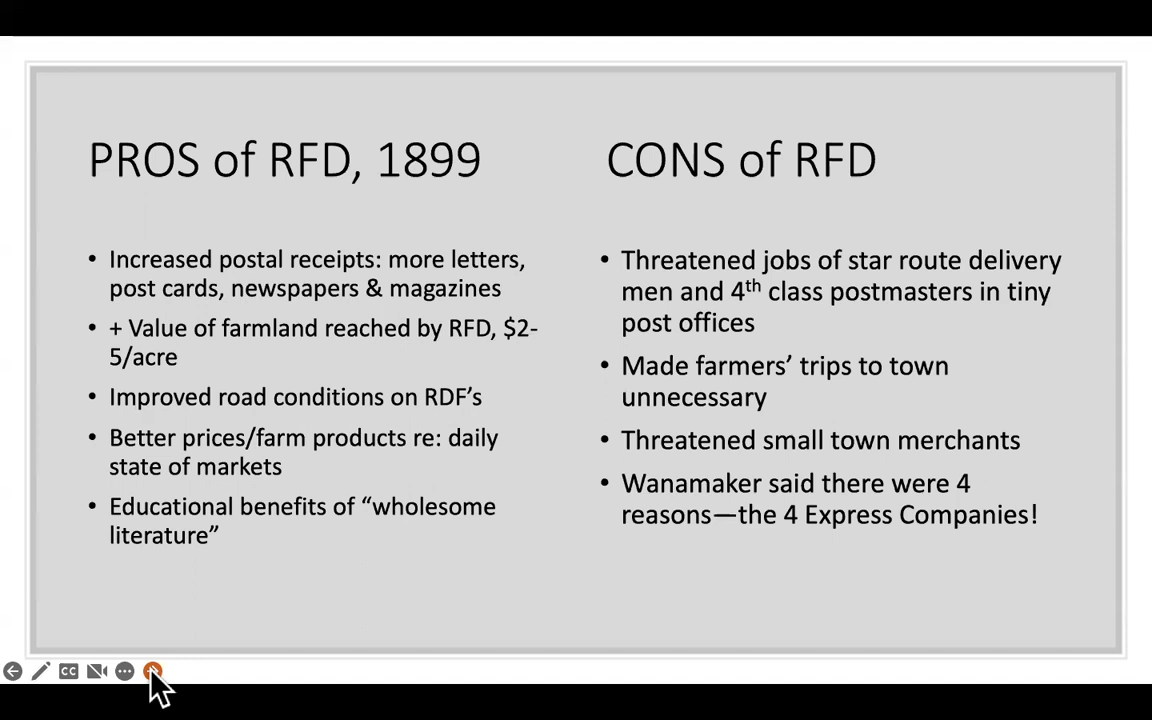 PROS of RFD, 1899
• Increased postal receipts: more letters,
post cards, newspapers & magazines
• + Value of farmland reached by RFD, $2-
5/acre
• Improved road conditions on RDF’s
• Better prices/farm products re: daily
state of markets
• Educational benefits of “wholesome
literature”
CONS of RFD
• Threatened jobs of star route delivery
men and 4th class postmasters in tiny
post offices
• Made farmers’ trips to town
unnecessary
• Threatened small town merchants
• Wanamaker said there were 4
reasons—the 4 Express Companies!
CC